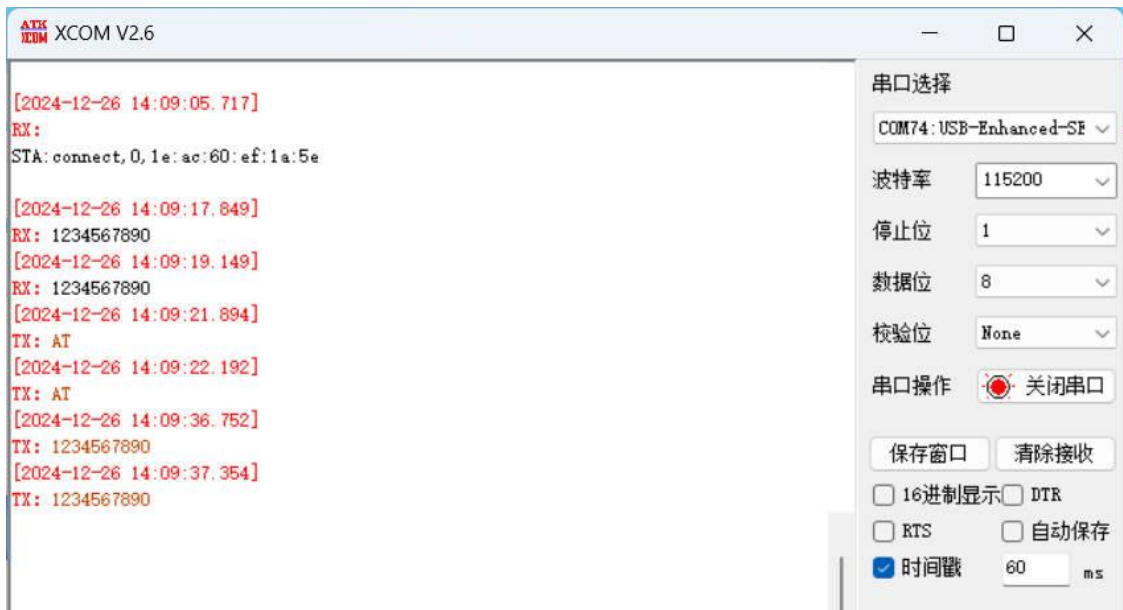 ATK
XCOM
XCOM V2.6
[2024-12-26 14:09:05.717]
RX:
STA:connect,0,1e:ac:60:ef:1a:5e
[2024-12-26 14:09:17.849]
RX: 1234567890
[2024-12-26 14:09:19.149]
RX: 1234567890
[2024-12-26 14:09:21.894]
TX: AT
[2024-12-26 14:09:22.192]
TX: AT
[2024-12-26 14:09:36.752]
TX: 1234567890
[2024-12-26 14:09:37.354]
TX: 1234567890
串口选择
COM74:USB-Enhanced-SE
波特率 115200
停止位 1
数据位 8
校验位 None
串口操作 关闭串口
保存窗口 清除接收
16进制显示 DTR
RTS 自动保存
时间戳 60 ms